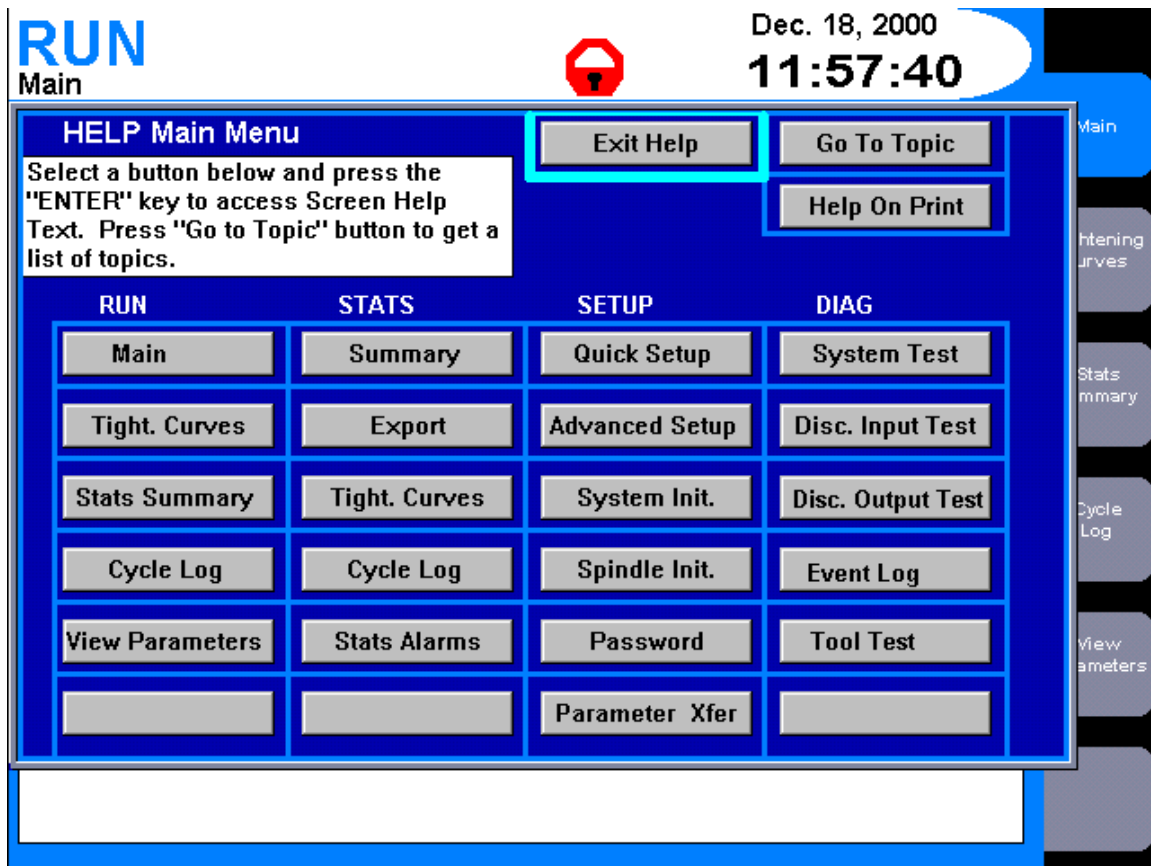 RUN
Main
Dec. 18, 2000
11:57:40
HELP Main Menu
Select a button below and press the
"ENTER" key to access Screen Help
Text. Press "Go to Topic" button to get a
list of topics.
Exit Help
Go To Topic
Help On Print
RUN STATS SETUP DIAG
Main Summary Quick Setup System Test
Tight. Curves Export Advanced Setup Disc. Input Test
Stats Summary Tight. Curves System Init. Disc. Output Test
Cycle Log Cycle Log Spindle Init. Event Log
View Parameters Stats Alarms Password Tool Test
Parameter Xfer
Main
Stats
Cycle
Log
View